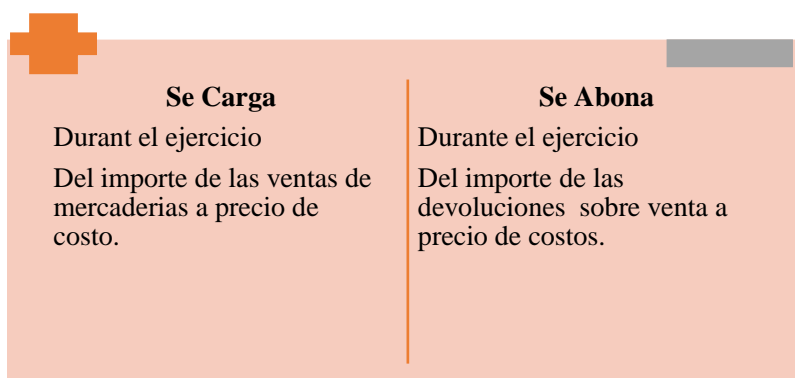 Se Carga
Durant el ejercicio
Del importe de las ventas de
mercaderias a precio de
costo.
Se Abona
Durante el ejercicio
Del importe de las
devoluciones  sobre venta a
precio de costos.